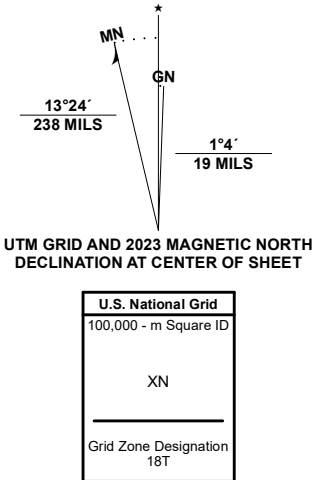 ★
MN
GN
13°24´
238 MILS
1°4´
19 MILS
UTM GRID AND 2023 MAGNETIC NORTH
DECLINATION AT CENTER OF SHEET
U.S. National Grid
100,000 - m Square ID
XN
Grid Zone Designation
18T